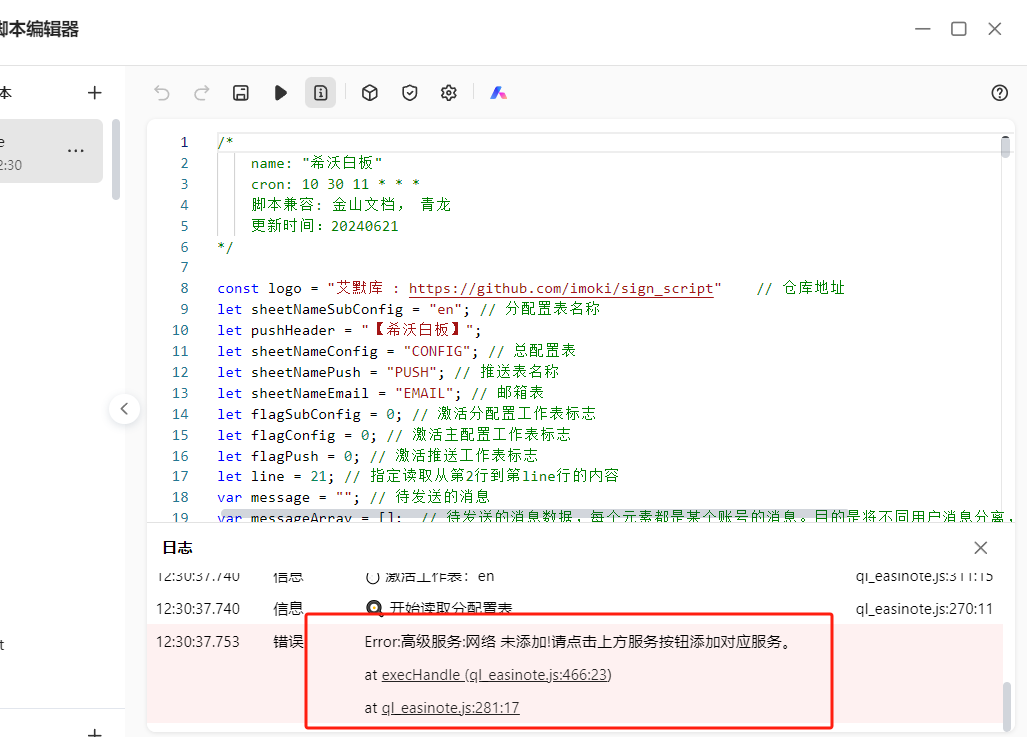 脚本编辑器
本
e
2:30
1 /*
2 name: "希沃白板"
3 cron: 10 30 11 * * *
4 脚本兼容: 金山文档， 青龙
5 更新时间：20240621
6 */
7
8 const logo = "艾默库 : https://github.com/imoki/sign_script"    // 仓库地址
9 let sheetNameSubConfig = "en"; // 分配置表名称
10 let pushHeader = "【希沃白板】";
11 let sheetNameConfig = "CONFIG"; // 总配置表
12 let sheetNamePush = "PUSH"; // 推送表名称
13 let sheetNameEmail = "EMAIL"; // 邮箱表
14 let flagSubConfig = 0; // 激活分配置工作表标志
15 let flagConfig = 0; // 激活主配置工作表标志
16 let flagPush = 0; // 激活推送工作表标志
17 let line = 21; // 指定读取从第2行到第line行的内容
18 var message = ""; // 待发送的消息
19 var messageArray = [];  // 待发送的消息数据，每个元素都是某个账号的消息。目的是将不同用户消息分离，
日志
12:30:37.740 信息 激活工作表：en ql_easinote.js:311:15
12:30:37.740 信息 开始读取分配置表 ql_easinote.js:270:11
12:30:37.753 错误 Error:高级服务:网络 未添加!请点击上方服务按钮添加对应服务。
at execHandle (ql_easinote.js:466:23)
at ql_easinote.js:281:17
t